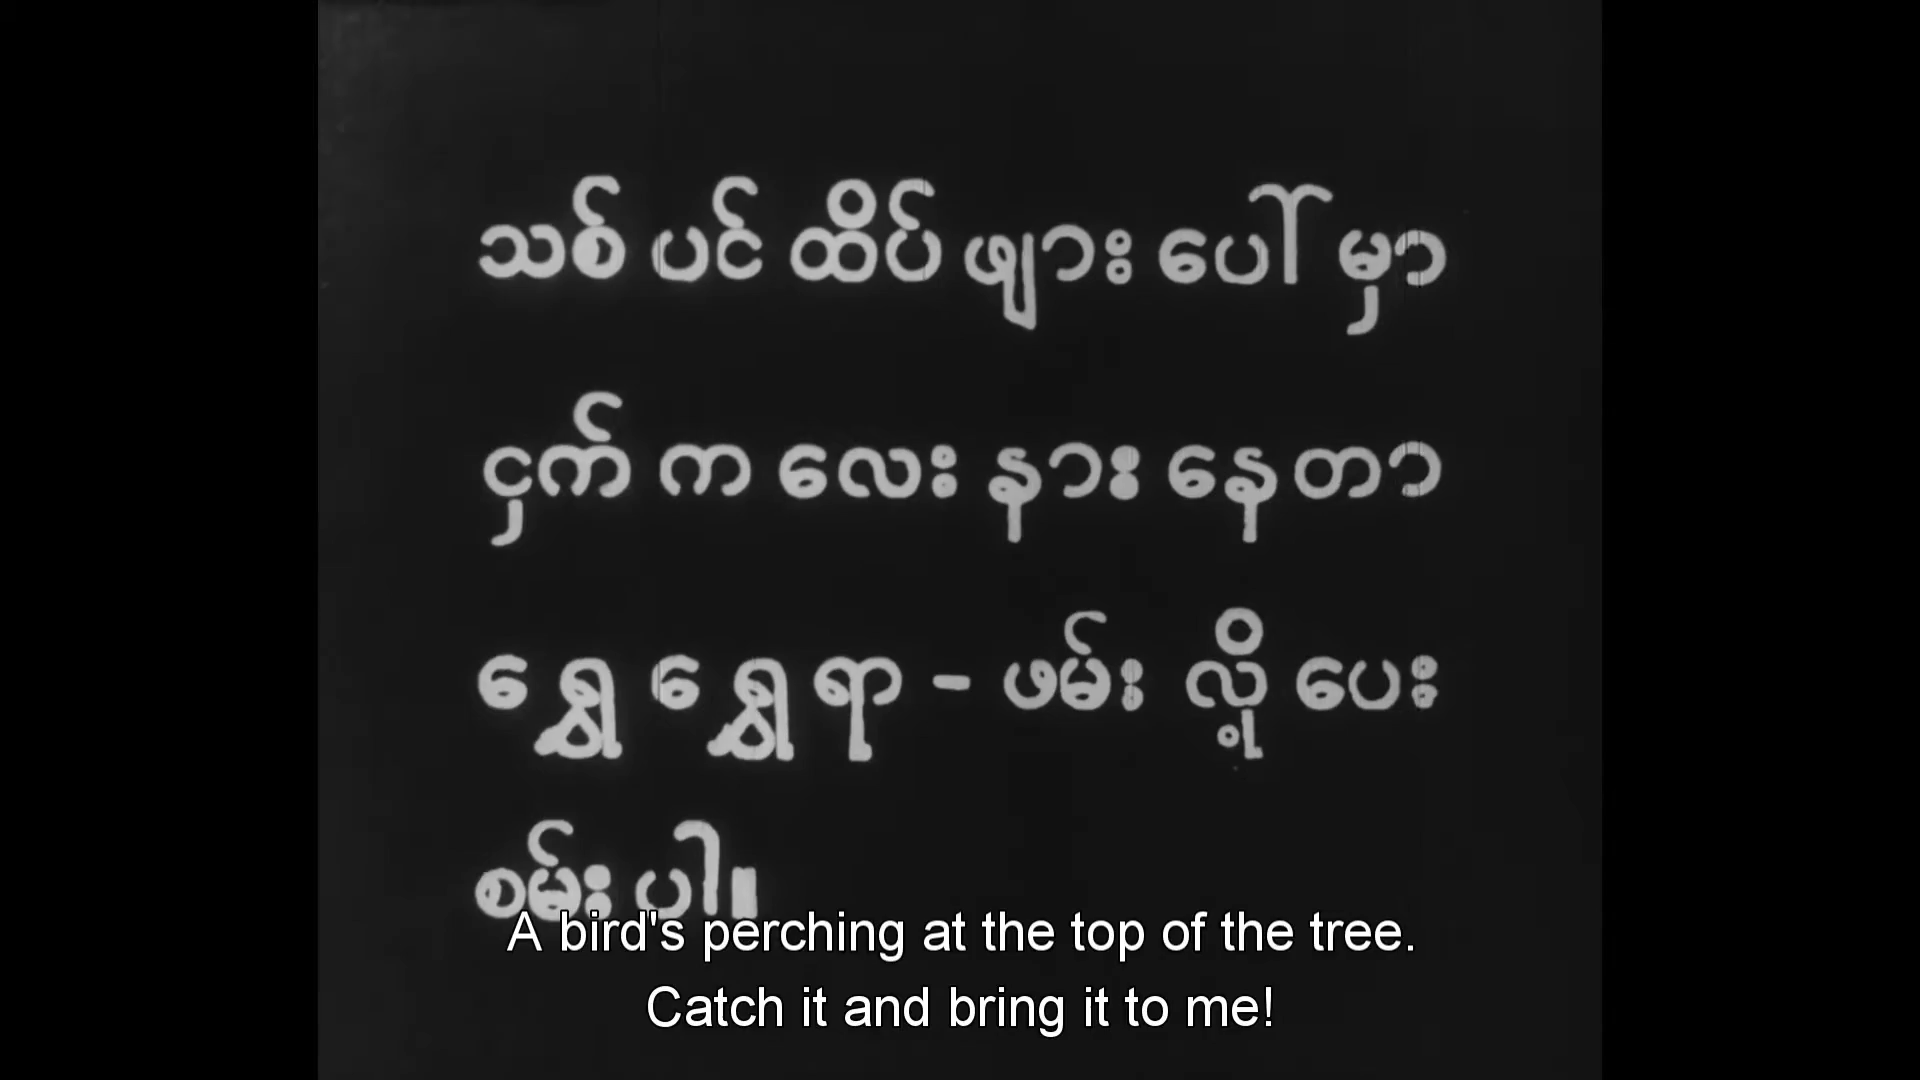 သစ် ပင် ထိပ် ဖျား ပေါ် မှာ
ငှက် က လေး နား နေ တာ
ရွှေ ရွှေ ရာ - ဖမ်း လို့ ပေး
စမ်း ပါ။
A bird's perching at the top of the tree.
Catch it and bring it to me!